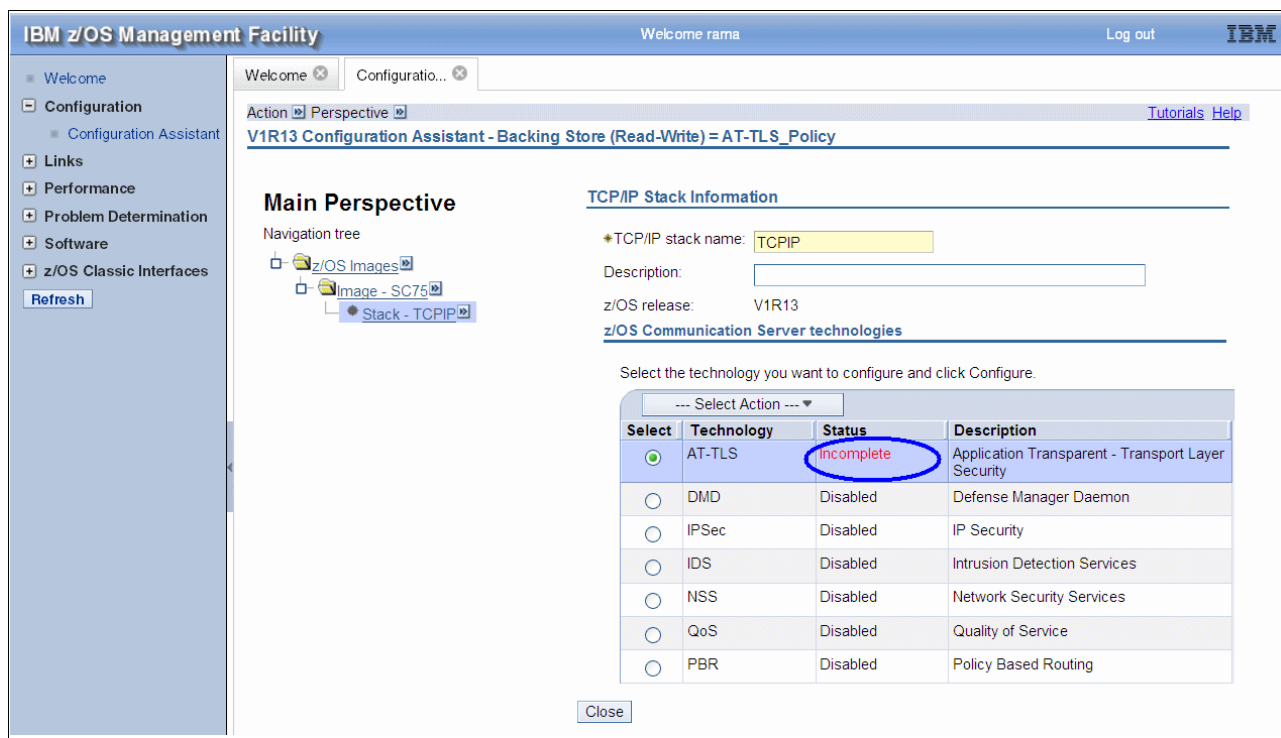 IBM z/OS Management Facility
Welcome rama
Log out
IBM
Welcome
Configuration
Configuration Assistant
Links
Performance
Problem Determination
Software
z/OS Classic Interfaces
Refresh
Welcome
Configuratio...
Action Perspective
Tutorials Help
V1R13 Configuration Assistant - Backing Store (Read-Write) = AT-TLS_Policy
Main Perspective
Navigation tree
z/OS Images
Image - SC75
Stack - TCPIP
TCP/IP Stack Information
*TCP/IP stack name: TCPIP
Description:
z/OS release: V1R13
z/OS Communication Server technologies
Select the technology you want to configure and click Configure.
--- Select Action ---
Select Technology Status Description
AT-TLS Incomplete Application Transparent - Transport Layer
Security
DMD Disabled Defense Manager Daemon
IPSec Disabled IP Security
IDS Disabled Intrusion Detection Services
NSS Disabled Network Security Services
QoS Disabled Quality of Service
PBR Disabled Policy Based Routing
Close